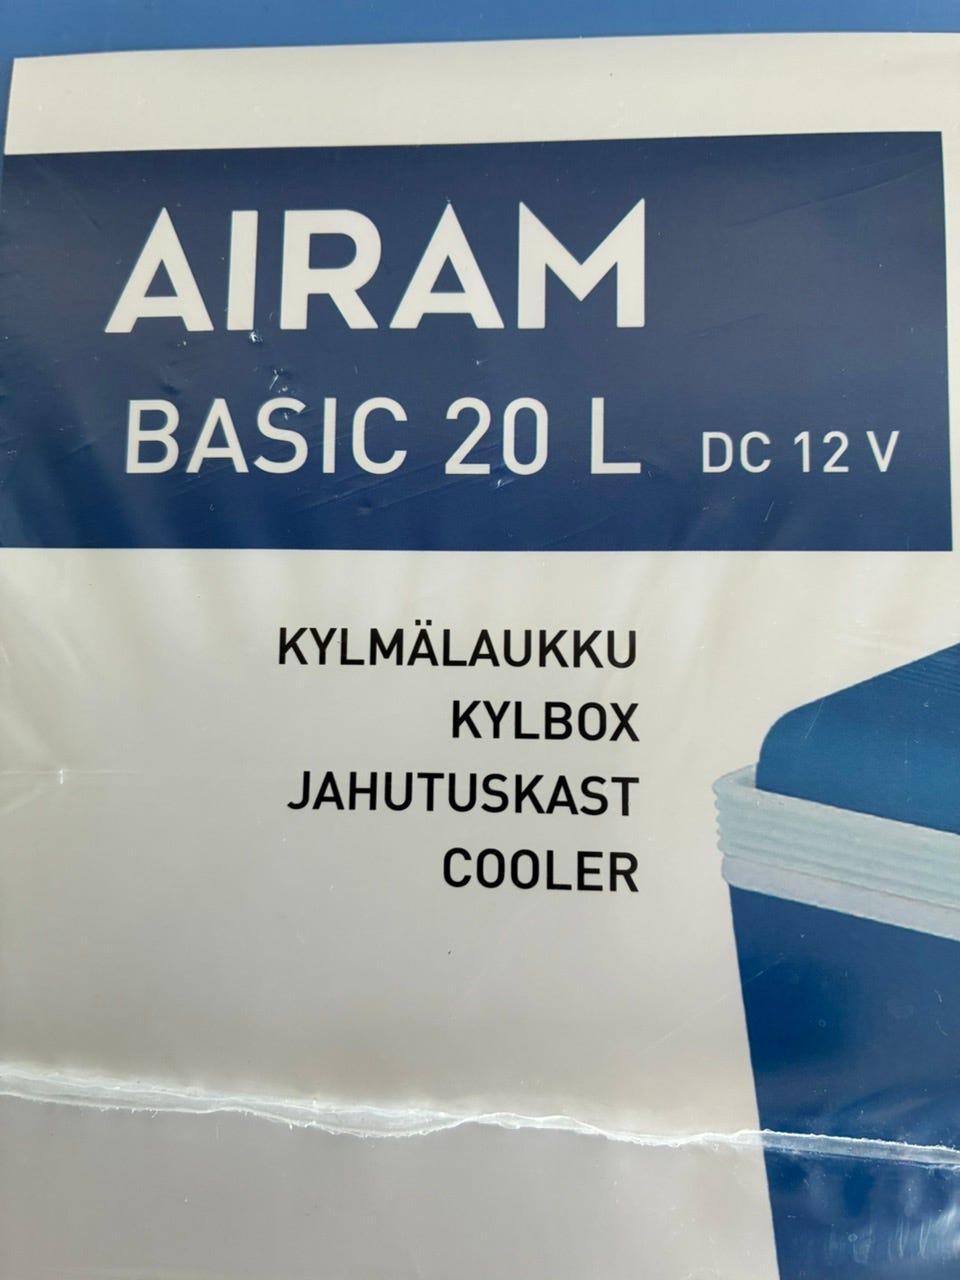 AIRAM
BASIC 20 L DC 12 V
KYLMÄLAUKKU
KYLBOX
JAHUTUSKAST
COOLER